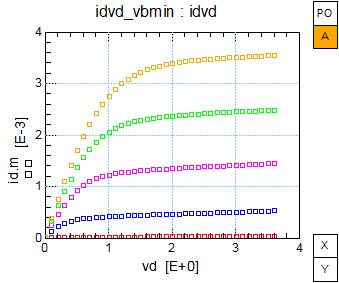 idvd_vbmin : idvd
PO
A
4
3
2
1
0
id.m [E-3]
0 1 2 3 4
vd [E+0]
X
Y